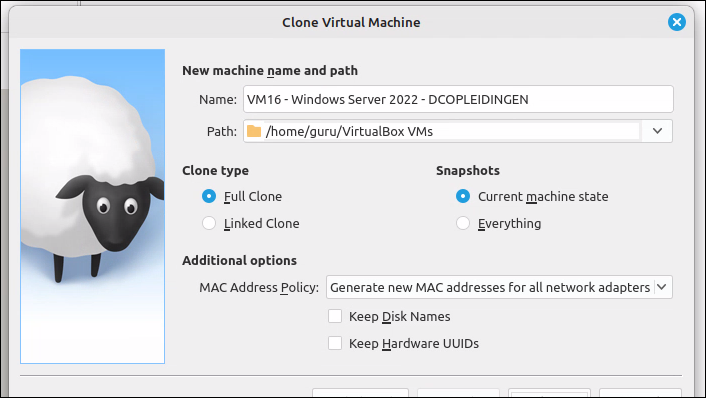 Clone Virtual Machine
New machine name and path
Name: VM16 - Windows Server 2022 - DCOPLEIDINGEN
Path: /home/guru/VirtualBox VMs
Clone type
Snapshots
Full Clone
Current machine state
Linked Clone
Everything
Additional options
MAC Address Policy: Generate new MAC addresses for all network adapters
Keep Disk Names
Keep Hardware UUIDs